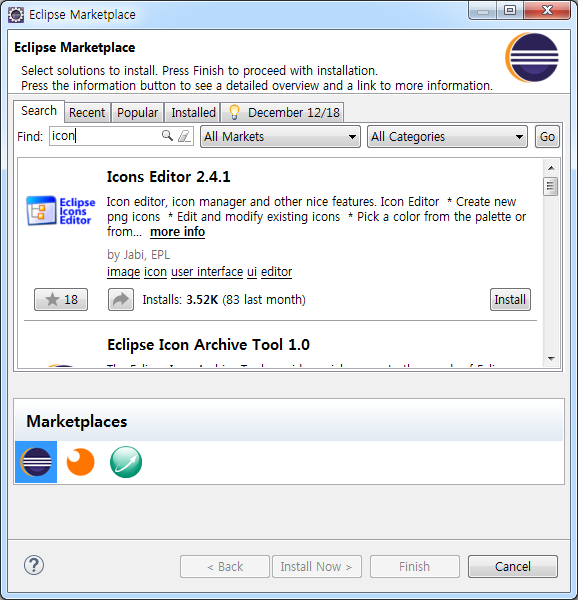 Eclipse Marketplace
Eclipse Marketplace
Select solutions to install. Press Finish to proceed with installation.
Press the information button to see a detailed overview and a link to more information.
Search Recent Popular Installed December 12/18
Find: icon All Markets All Categories Go
Icons Editor 2.4.1
Eclipse Icons Editor
Icon editor, icon manager and other nice features. Icon Editor * Create new
png icons * Edit and modify existing icons * Pick a color from the palette or
from... more info
by Jabi, EPL
image icon user interface ui editor
18 Installs: 3.52K (83 last month) Install
Eclipse Icon Archive Tool 1.0
Marketplaces
? < Back Install Now > Finish Cancel